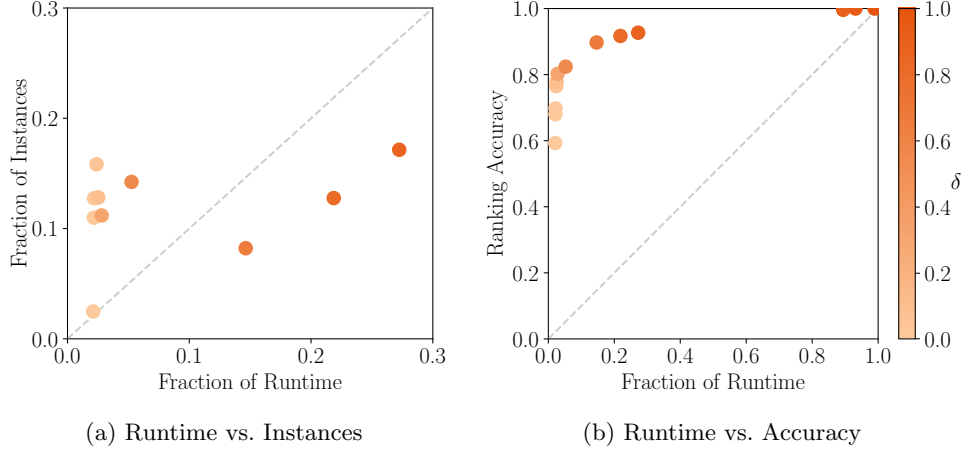 0.3
0.2
0.1
0.0
Fraction of Instances
0.0 0.1 0.2 0.3
Fraction of Runtime
(a) Runtime vs. Instances
1.0
0.8
0.6
0.4
0.2
0.0
Ranking Accuracy
0.0 0.2 0.4 0.6 0.8 1.0
Fraction of Runtime
(b) Runtime vs. Accuracy
1.0
0.8
0.6
0.4
0.2
0.0
δ